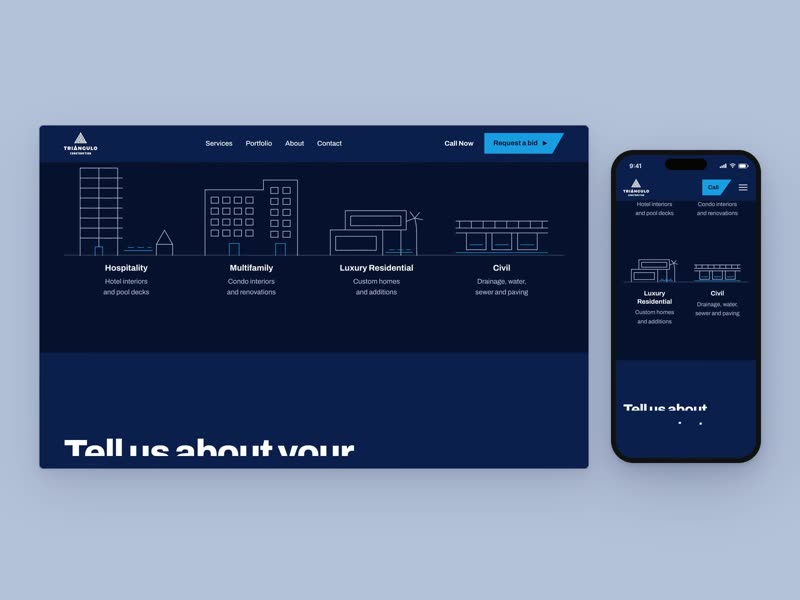 TRIÁNGULO
CONSTRUCTION
Services
Portfolio
About
Contact
Call Now
Request a bid
Hospitality
Hotel interiors
and pool decks
Multifamily
Condo interiors
and renovations
Luxury Residential
Custom homes
and additions
Civil
Drainage, water,
sewer and paving
Tell us about your
9:41
TRIÁNGULO
CONSTRUCTION
Call
Hotel interiors
and pool decks
Condo interiors
and renovations
Luxury
Residential
Custom homes
and additions
Civil
Drainage, water,
sewer and paving
Tell us about